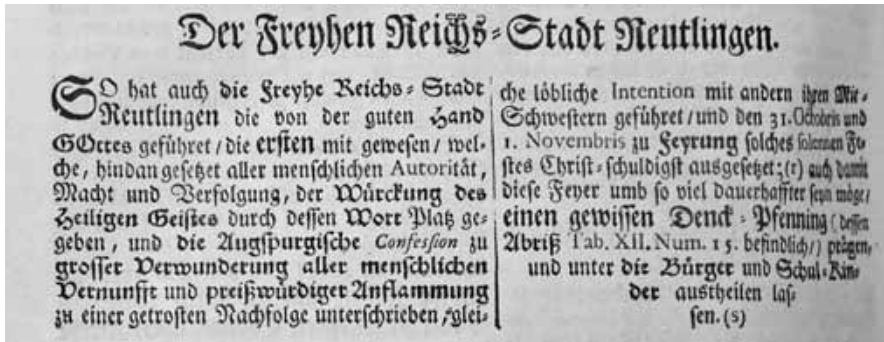 Der Freyhen Reichs-Stadt Reutlingen.
SO hat auch die Freyhe Reichs-Stadt
Reutlingen die von der guten Hand
GOttes geführet / die ersten mit gewesen / wel-
che, hindan gesetzet aller menschlichen Autorität,
Macht und Verfolgung, der Würckung des
Heiligen Geistes durch dessen Wort Platz ge-
geben, und die Augspurgische Confession zu
grosser Verwunderung aller menschlichen
Vernunfft und preißwürdiger Anflammung
zu einer getrosten Nachfolge unterschrieben / glei-
che löbliche Intention mit andern ihren Mit-
Schwestern geführet / und den 31. Octobris und
1. Novembris zu Feyrung solches solennen Fe-
stes Christ-schuldigst ausgesetzet; (r) auch damit
diese Feyer umb so viel dauerhaffter seyn möge /
einen gewissen Denck-Pfenning (dessen
Abriß Tab. XII. Num. 15. befindlich /) prägen,
und unter die Bürger und Schul-Kin-
der austheilen las-
sen. (s)